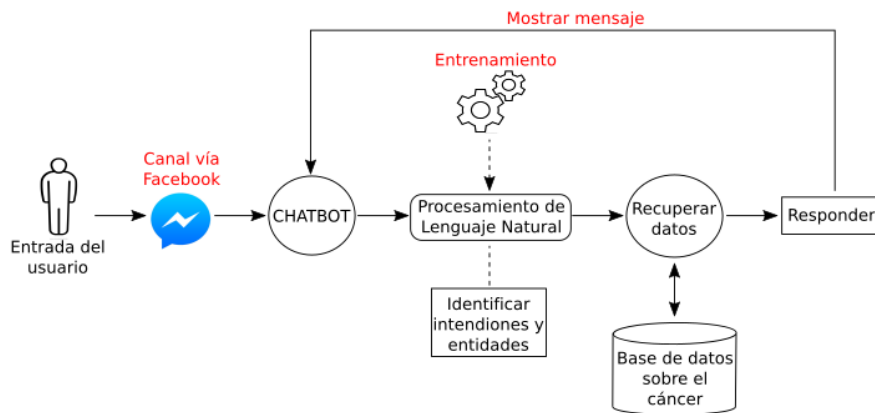 Mostrar mensaje
Entrenamiento
Canal vía
Facebook
Entrada del
usuario
CHATBOT
Procesamiento de
Lenguaje Natural
Recuperar
datos
Responder
Identificar
intendiones y
entidades
Base de datos
sobre el
cáncer